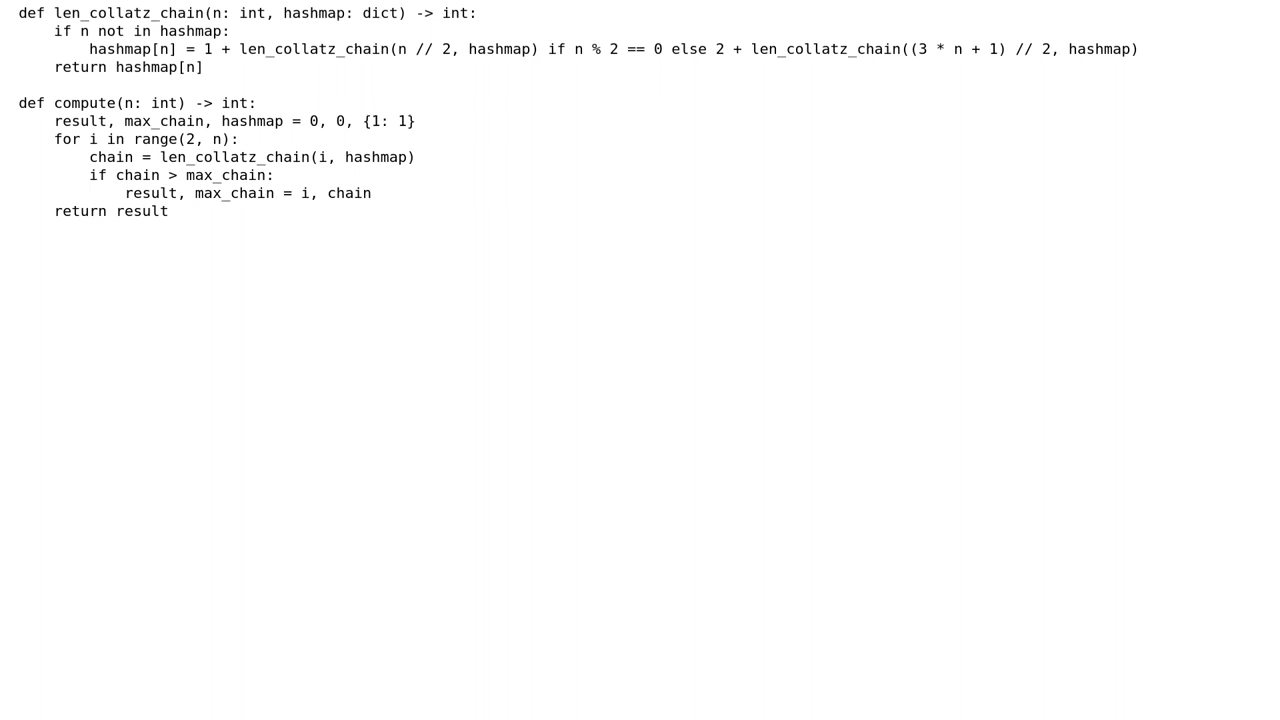 def len_collatz_chain(n: int, hashmap: dict) -> int:
    if n not in hashmap:
        hashmap[n] = 1 + len_collatz_chain(n // 2, hashmap) if n % 2 == 0 else 2 + len_collatz_chain((3 * n + 1) // 2, hashmap)
    return hashmap[n]

def compute(n: int) -> int:
    result, max_chain, hashmap = 0, 0, {1: 1}
    for i in range(2, n):
        chain = len_collatz_chain(i, hashmap)
        if chain > max_chain:
            result, max_chain = i, chain
    return result